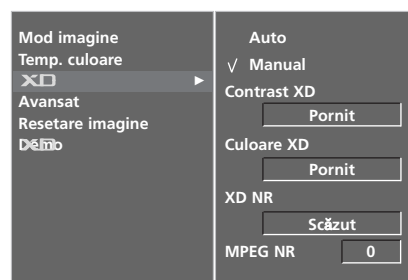 Mod imagine
Temp. culoare
XD
Avansat
Resetare imagine
XD Demo
Auto
√ Manual
Contrast XD
Pornit
Culoare XD
Pornit
XD NR
Scăzut
MPEG NR 0